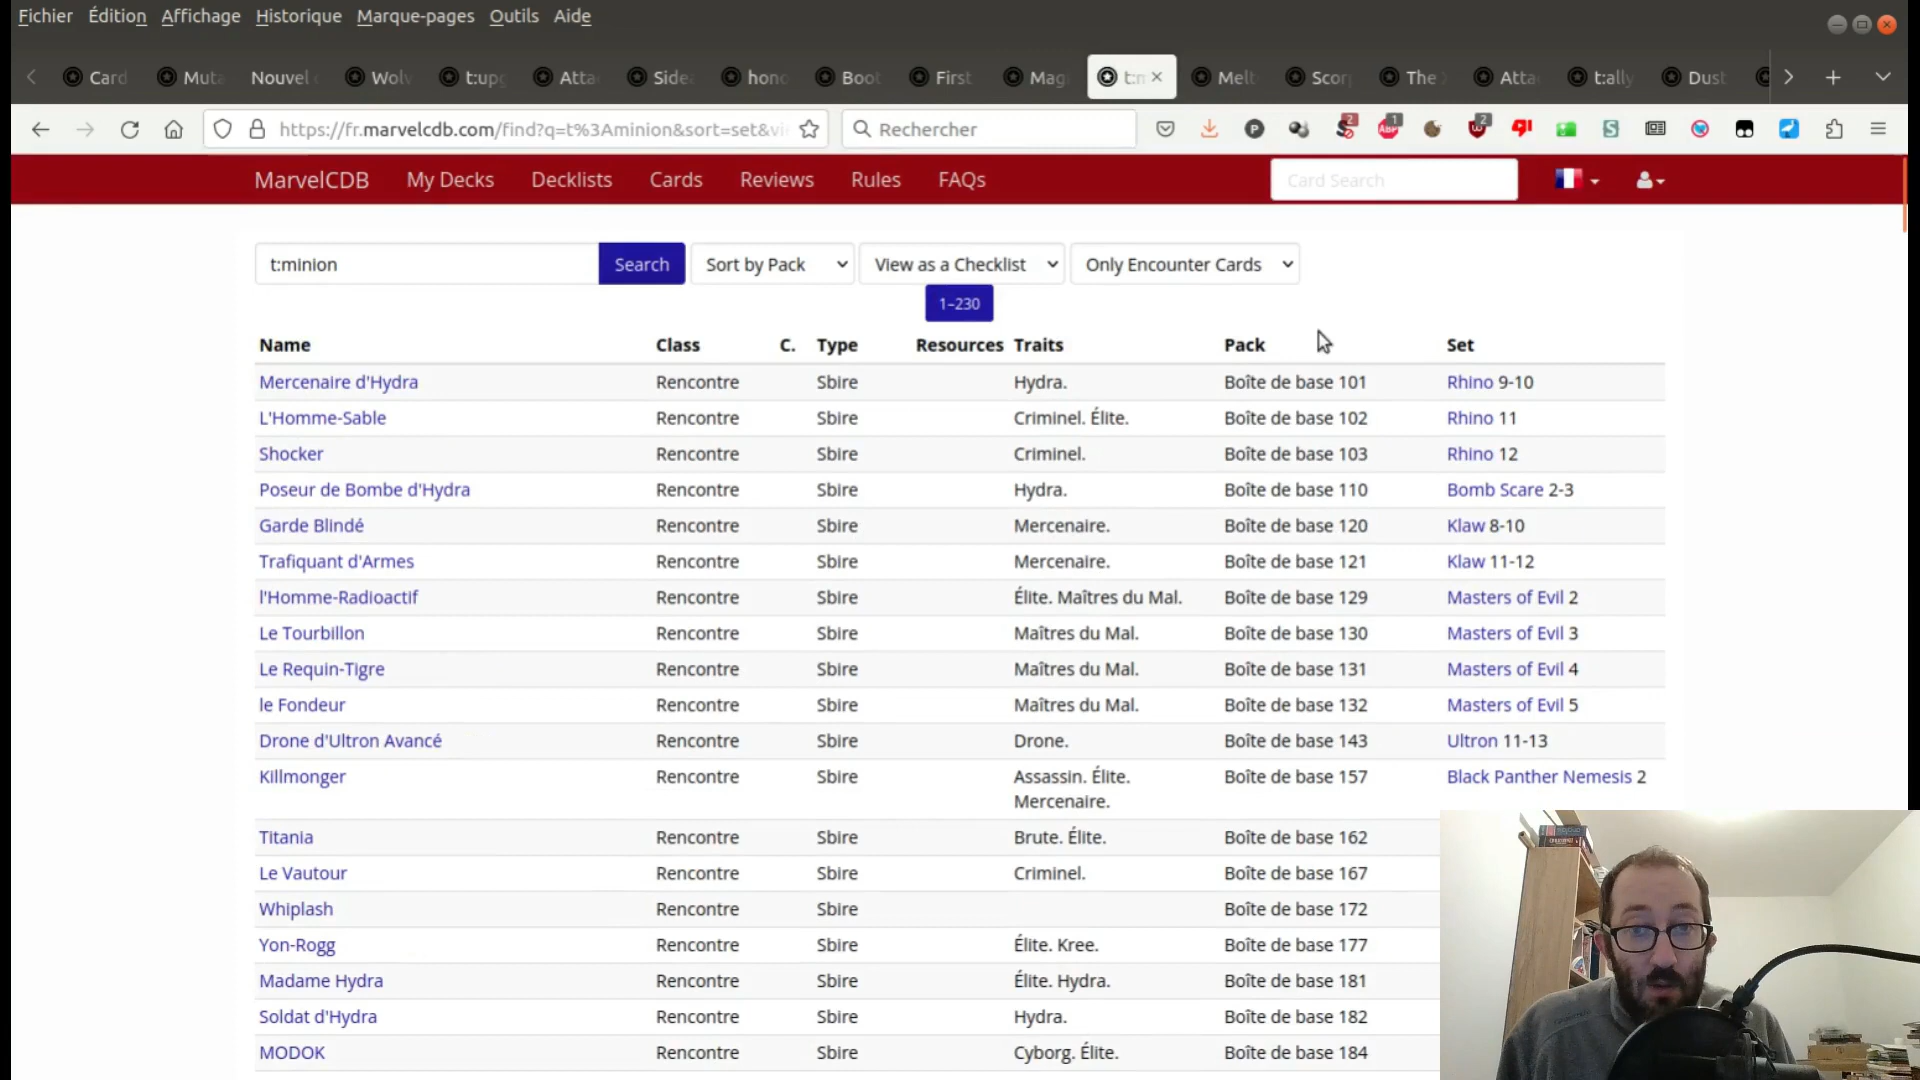 Fichier Édition Affichage Historique Marque-pages Outils Aide
Card Muta Nouvel Wolv t:upg Atta Side hono Boot First Mag t:m Melt Scor The Atta t:ally Dust
https://fr.marvelcdb.com/find?q=t%3Aminion&sort=set&vi Rechercher
MarvelCDB My Decks Decklists Cards Reviews Rules FAQs Card Search
t:minion Search Sort by Pack View as a Checklist Only Encounter Cards
1–230
Name Class C. Type Resources Traits Pack Set
Mercenaire d'Hydra Rencontre Sbire Hydra. Boîte de base 101 Rhino 9-10
L'Homme-Sable Rencontre Sbire Criminel. Élite. Boîte de base 102 Rhino 11
Shocker Rencontre Sbire Criminel. Boîte de base 103 Rhino 12
Poseur de Bombe d'Hydra Rencontre Sbire Hydra. Boîte de base 110 Bomb Scare 2-3
Garde Blindé Rencontre Sbire Mercenaire. Boîte de base 120 Klaw 8-10
Trafiquant d'Armes Rencontre Sbire Mercenaire. Boîte de base 121 Klaw 11-12
l'Homme-Radioactif Rencontre Sbire Élite. Maîtres du Mal. Boîte de base 129 Masters of Evil 2
Le Tourbillon Rencontre Sbire Maîtres du Mal. Boîte de base 130 Masters of Evil 3
Le Requin-Tigre Rencontre Sbire Maîtres du Mal. Boîte de base 131 Masters of Evil 4
le Fondeur Rencontre Sbire Maîtres du Mal. Boîte de base 132 Masters of Evil 5
Drone d'Ultron Avancé Rencontre Sbire Drone. Boîte de base 143 Ultron 11-13
Killmonger Rencontre Sbire Assassin. Élite. Boîte de base 157 Black Panther Nemesis 2
Mercenaire.
Titania Rencontre Sbire Brute. Élite. Boîte de base 162
Le Vautour Rencontre Sbire Criminel. Boîte de base 167
Whiplash Rencontre Sbire Boîte de base 172
Yon-Rogg Rencontre Sbire Élite. Kree. Boîte de base 177
Madame Hydra Rencontre Sbire Élite. Hydra. Boîte de base 181
Soldat d'Hydra Rencontre Sbire Hydra. Boîte de base 182
MODOK Rencontre Sbire Cyborg. Élite. Boîte de base 184